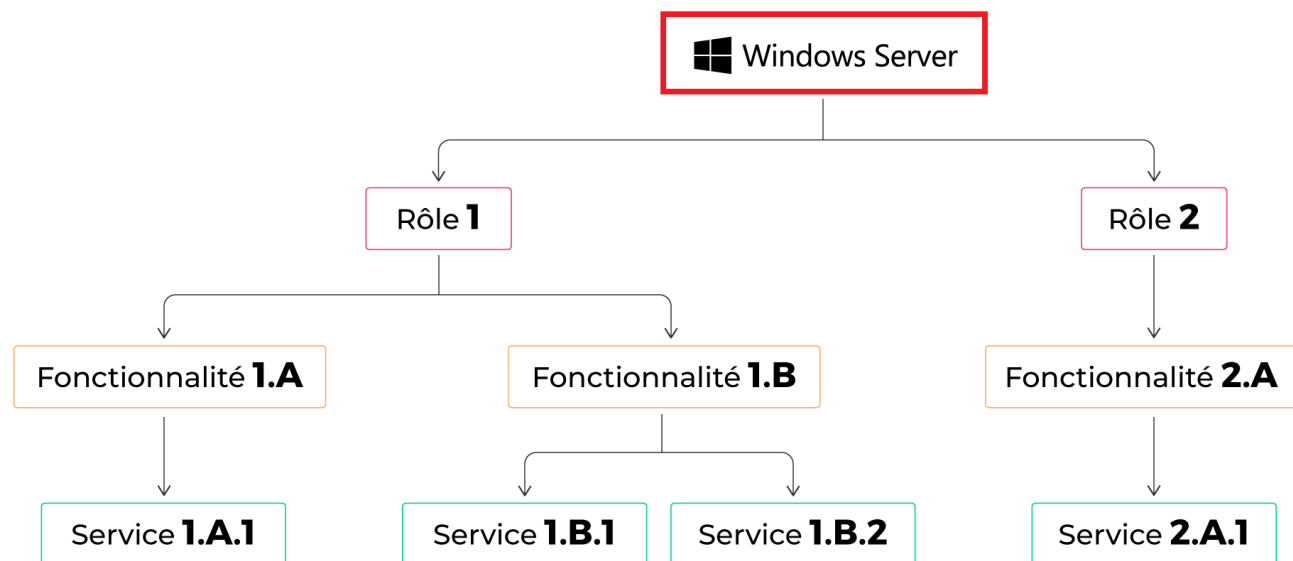 Windows Server
Rôle 1
Rôle 2
Fonctionnalité 1.A
Fonctionnalité 1.B
Fonctionnalité 2.A
Service 1.A.1
Service 1.B.1
Service 1.B.2
Service 2.A.1